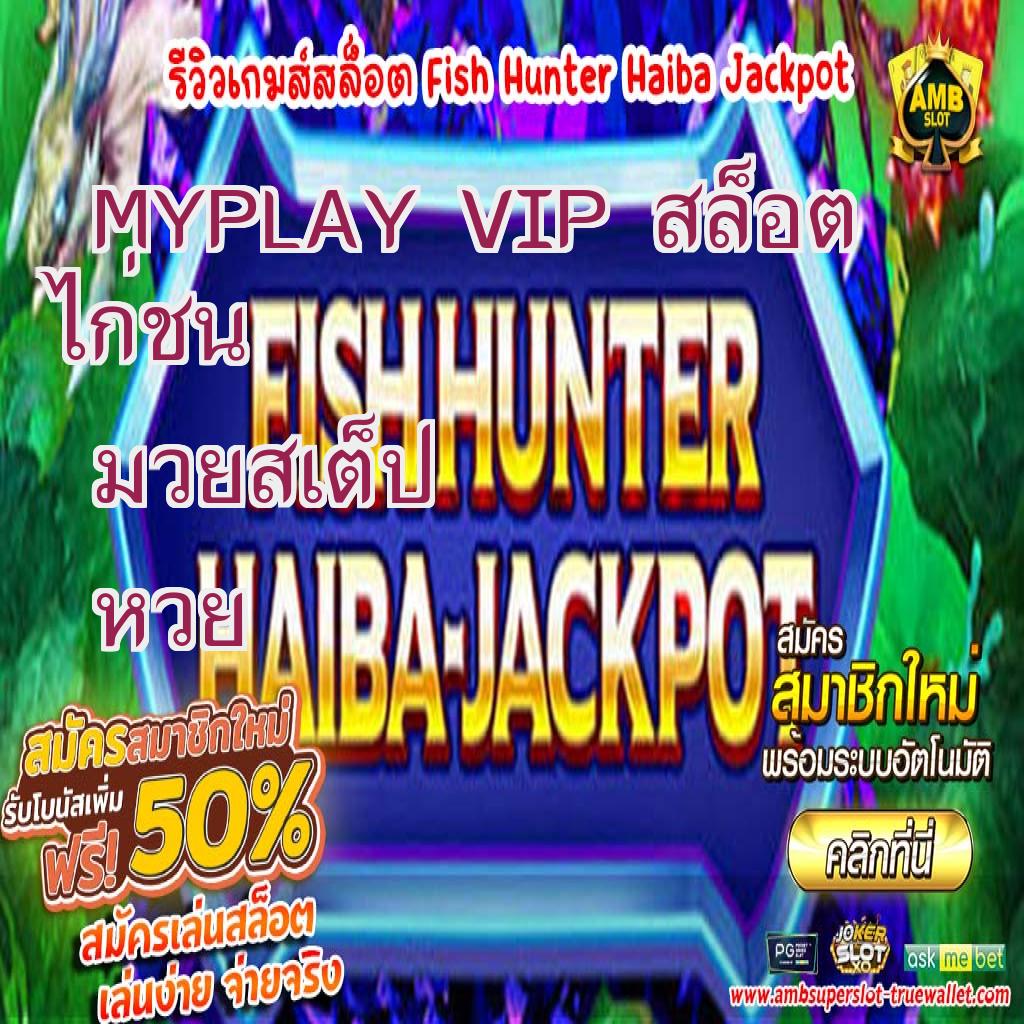 รีวิวเกมส์สล็อต Fish Hunter Haiba Jackpot
AMB
SLOT
MYPLAY VIP สล็อต
ไก่ชน
FISH HUNTER
มวยสเต็ป
HAIBA-JACKPOT
หวย
สมัคร
สมาชิกใหม่
พร้อมระบบอัตโนมัติ
คลิกที่นี่
สมัครสมาชิกใหม่
รับโบนัสเพิ่ม
ฟรี! 50%
สมัครเล่นสล็อต
เล่นง่าย จ่ายจริง
PG
JOKER
SLOT
XO
ask me bet
www.ambsuperslot-truewallet.com